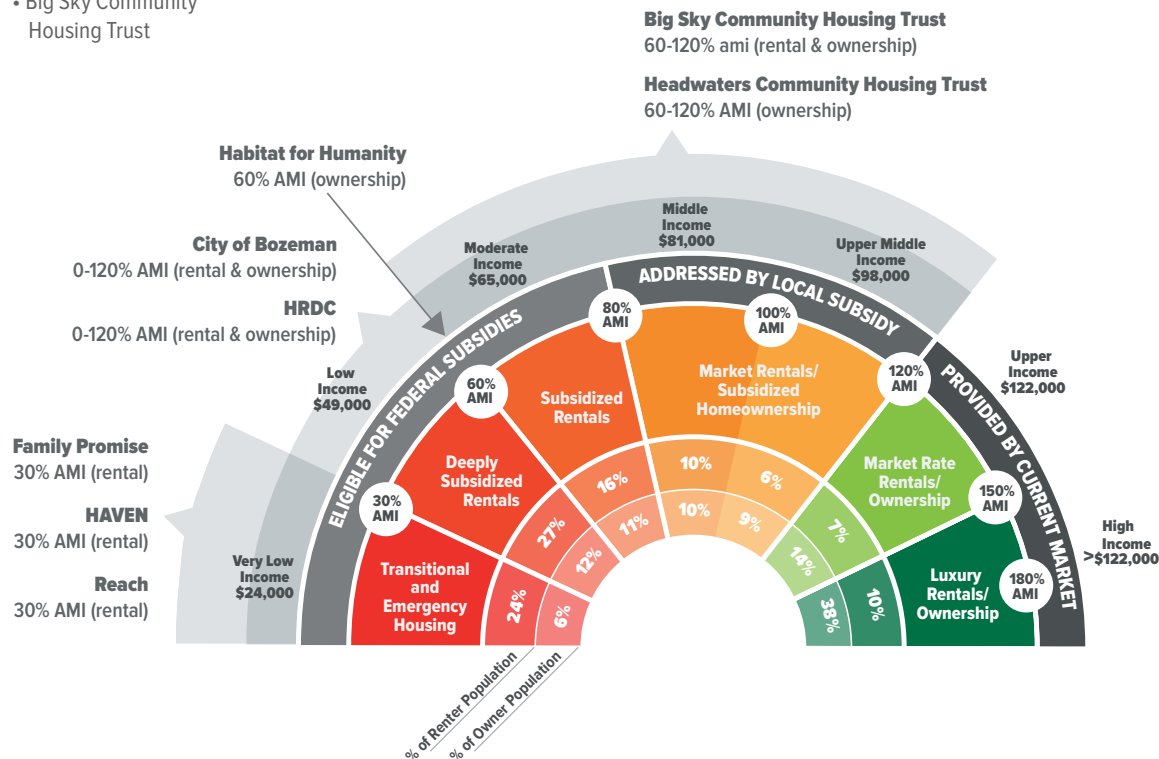 • Big Sky Community
Housing Trust
Big Sky Community Housing Trust
60-120% ami (rental & ownership)
Headwaters Community Housing Trust
60-120% AMI (ownership)
Habitat for Humanity
60% AMI (ownership)
City of Bozeman
0-120% AMI (rental & ownership)
HRDC
0-120% AMI (rental & ownership)
Family Promise
30% AMI (rental)
HAVEN
30% AMI (rental)
Reach
30% AMI (rental)
Very Low
Income
$24,000
Low
Income
$49,000
Moderate
Income
$65,000
Middle
Income
$81,000
Upper Middle
Income
$98,000
Upper
Income
$122,000
High
Income
>$122,000
ELIGIBLE FOR FEDERAL SUBSIDIES
ADDRESSED BY LOCAL SUBSIDY
PROVIDED BY CURRENT MARKET
30%
AMI
60%
AMI
80%
AMI
100%
AMI
120%
AMI
150%
AMI
180%
AMI
Transitional
and
Emergency
Housing
Deeply
Subsidized
Rentals
Subsidized
Rentals
Market Rentals/
Subsidized
Homeownership
Market Rate
Rentals/
Ownership
Luxury
Rentals/
Ownership
24%
27%
16%
10%
6%
7%
10%
6%
12%
11%
10%
9%
14%
38%
% of Renter Population
% of Owner Population